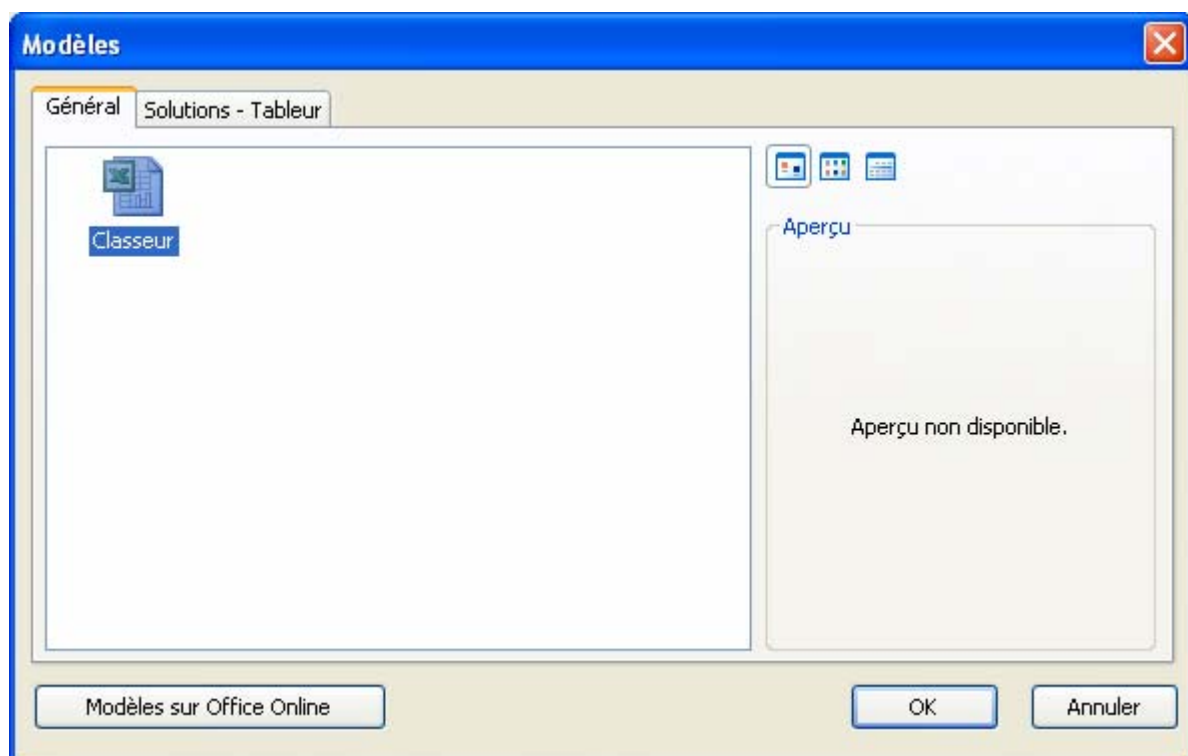 Modèles
Général
Solutions - Tableur
Classeur
Aperçu
Aperçu non disponible.
Modèles sur Office Online
OK
Annuler